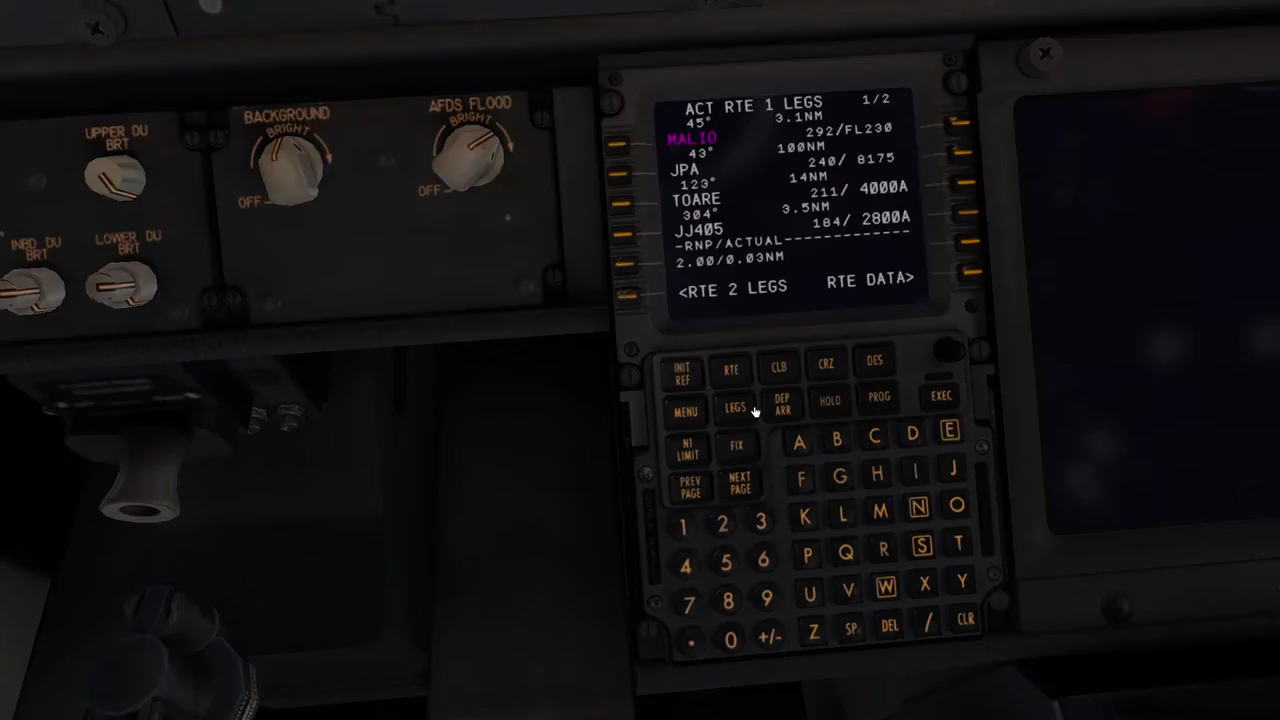 UPPER DU
BRT
BACKGROUND
BRIGHT
OFF
AFDS FLOOD
BRIGHT
OFF
INBD DU
BRT
LOWER DU
BRT
ACT RTE 1 LEGS 1/2
45° 3.1NM
MALIO 292/FL230
43° 100NM
JPA 240/ 8175
123° 14NM
TOARE 211/ 4000A
304° 3.5NM
JJ405 184/ 2800A
-RNP/ACTUAL-------------
2.00/0.03NM
<RTE 2 LEGS RTE DATA>
INIT
REF
RTE
CLB
CRZ
DES
MENU
LEGS
DEP
ARR
HOLD
PROG
EXEC
N1
LIMIT
FIX
PREV
PAGE
NEXT
PAGE
A B C D E
F G H I J
K L M N O
P Q R S T
U V W X Y
Z SP DEL / CLR
1 2 3
4 5 6
7 8 9
. 0 +/-